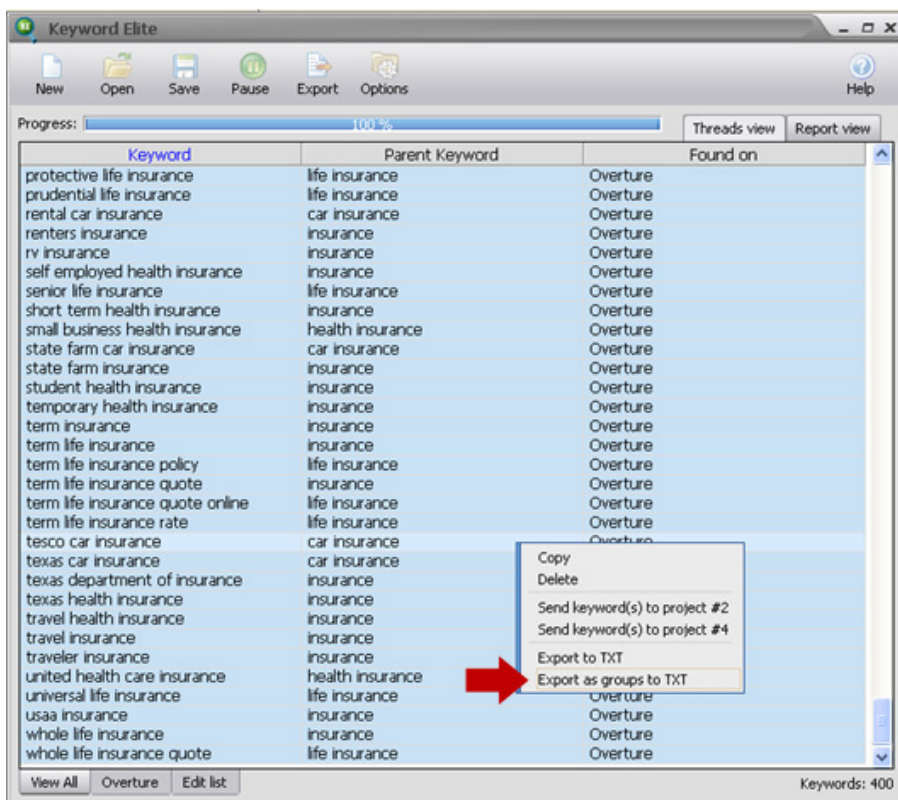 Keyword Elite
New Open Save Pause Export Options Help
Progress: 100 % Threads view Report view
Keyword Parent Keyword Found on
protective life insurance life insurance Overture
prudential life insurance life insurance Overture
rental car insurance car insurance Overture
renters insurance insurance Overture
rv insurance insurance Overture
self employed health insurance insurance Overture
senior life insurance life insurance Overture
short term health insurance insurance Overture
small business health insurance health insurance Overture
state farm car insurance car insurance Overture
state farm insurance insurance Overture
student health insurance insurance Overture
temporary health insurance insurance Overture
term insurance insurance Overture
term life insurance insurance Overture
term life insurance policy life insurance Overture
term life insurance quote insurance Overture
term life insurance quote online life insurance Overture
term life insurance rate life insurance Overture
tesco car insurance car insurance Overture
texas car insurance car insurance
texas department of insurance insurance
texas health insurance insurance
travel health insurance insurance
travel insurance insurance
traveler insurance insurance
united health care insurance health insurance
universal life insurance life insurance Overture
usaa insurance insurance Overture
whole life insurance insurance Overture
whole life insurance quote life insurance Overture
Copy
Delete
Send keyword(s) to project #2
Send keyword(s) to project #4
Export to TXT
Export as groups to TXT
View All Overture Edit list Keywords: 400